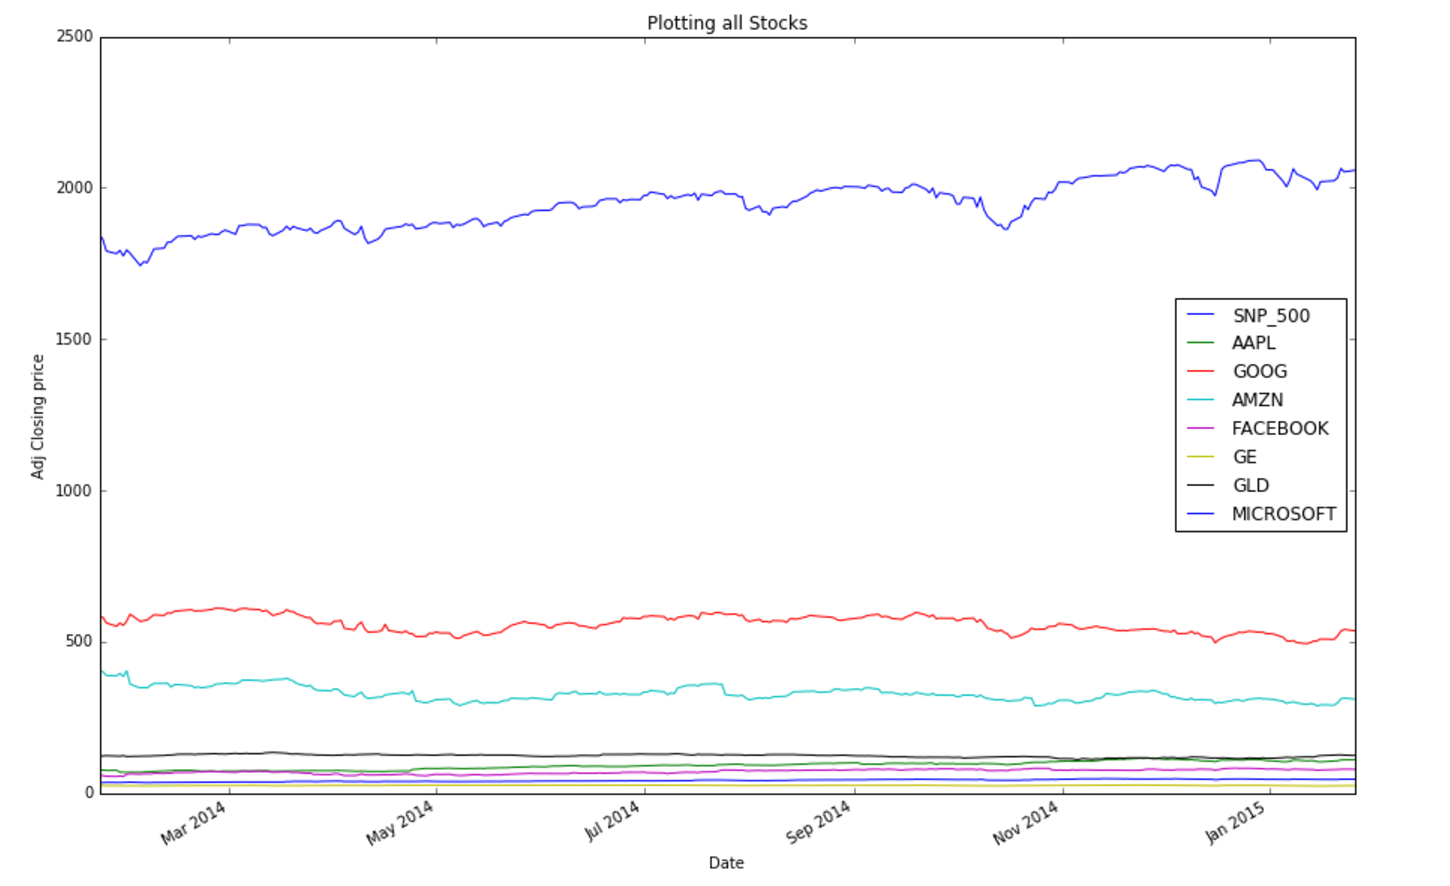 Plotting all Stocks
2500
2000
1500
1000
500
0
Adj Closing price
SNP_500
AAPL
GOOG
AMZN
FACEBOOK
GE
GLD
MICROSOFT
Mar 2014
May 2014
Jul 2014
Sep 2014
Nov 2014
Jan 2015
Date